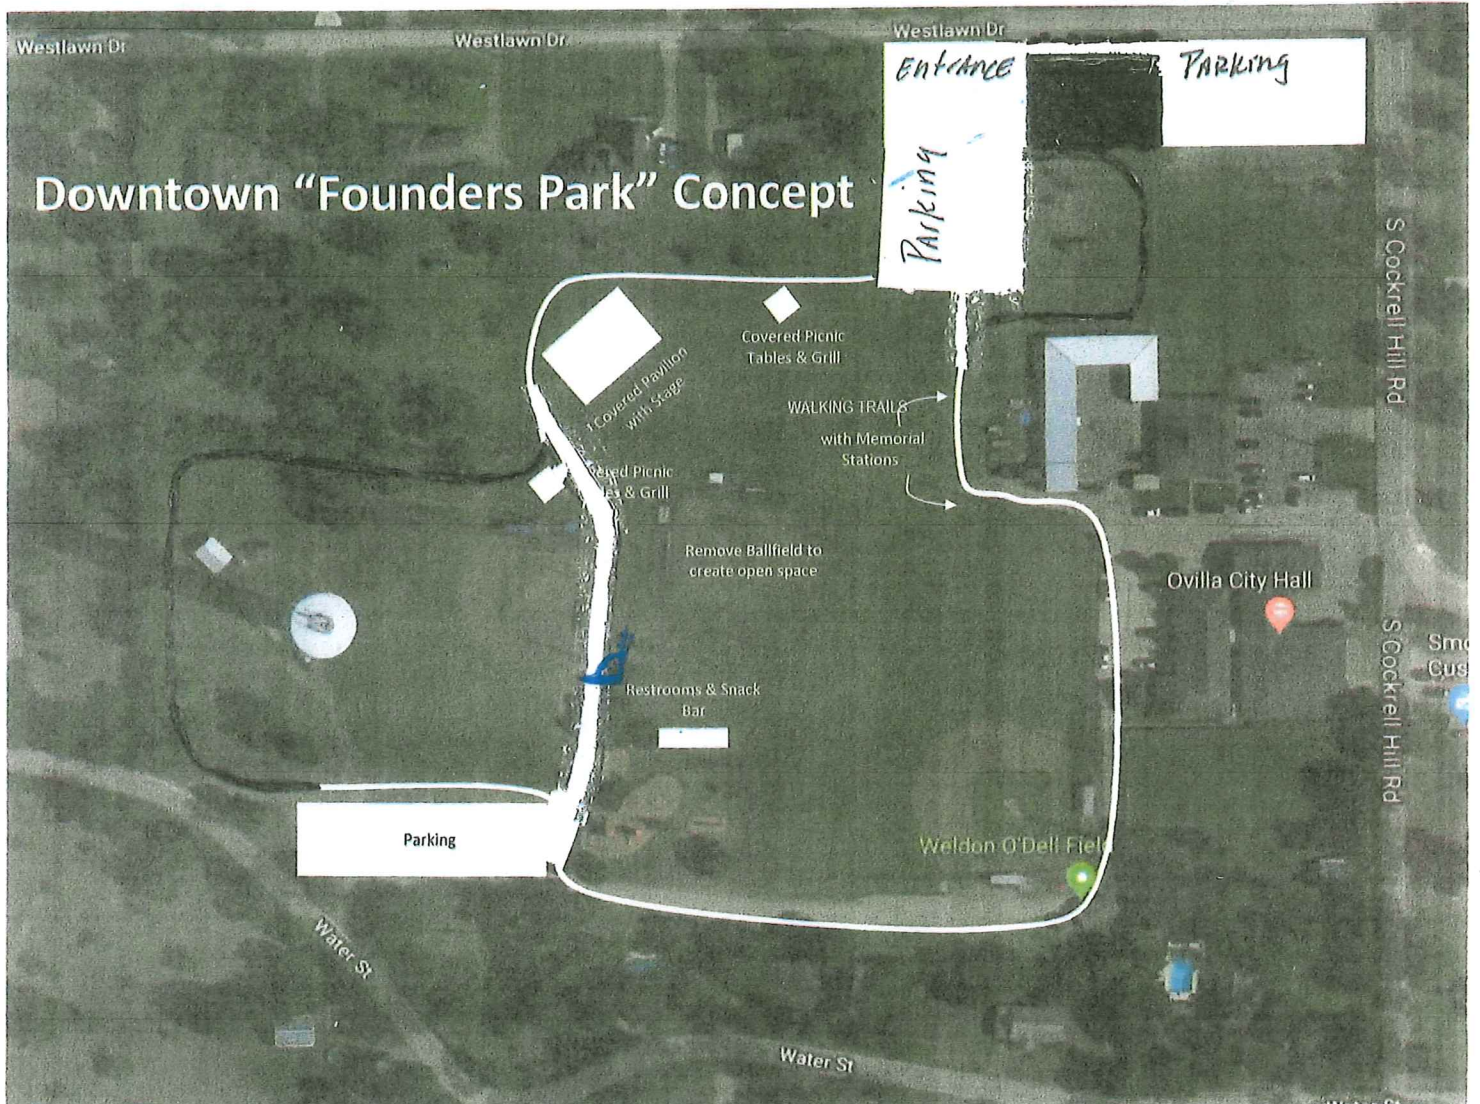 Westlawn Dr
Westlawn Dr
Westlawn Dr
Entrance
Parking
Parking
Downtown “Founders Park” Concept
S Cockrell Hill Rd
Covered Picnic
Tables & Grill
Covered Pavilion
with Stage
WALKING TRAILS
with Memorial
Stations
Picnic
& Grill
Remove Ballfield to
create open space
Ovilla City Hall
S Cockrell Hill Rd
Restrooms & Snack
Bar
Parking
Weldon O'Dell Field
Water St
Water St